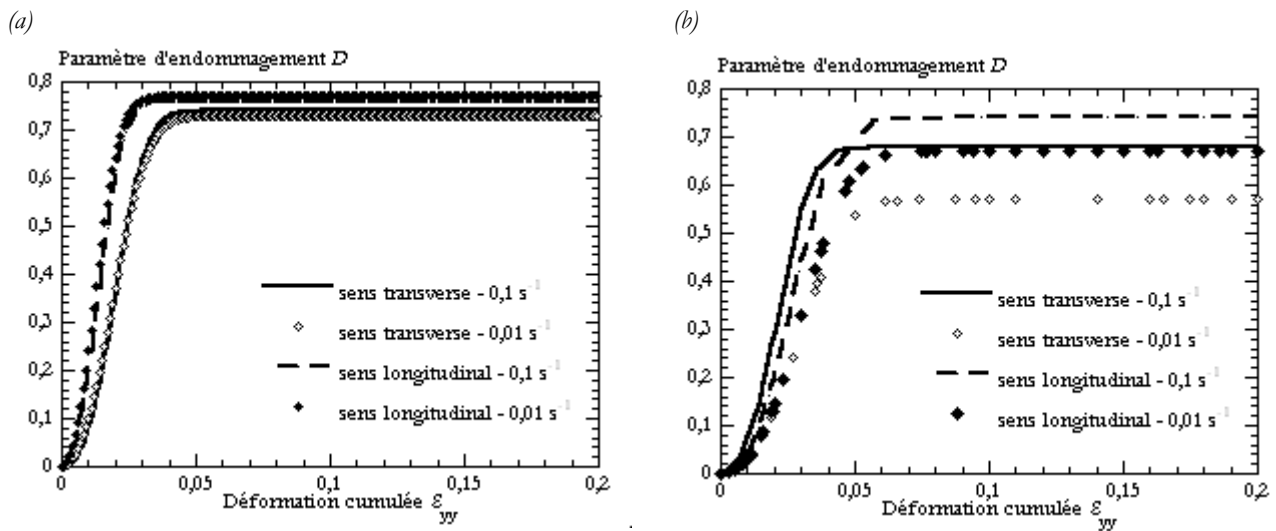 (a)
Paramètre d'endommagement D
0,8
0,7
0,6
0,5
0,4
0,3
0,2
0,1
0
sens transverse - 0,1 s⁻¹
sens transverse - 0,01 s⁻¹
sens longitudinal - 0,1 s⁻¹
sens longitudinal - 0,01 s⁻¹
0 0,05 0,1 0,15 0,2
Déformation cumulée ε yy
.
(b)
Paramètre d'endommagement D
0,8
0,7
0,6
0,5
0,4
0,3
0,2
0,1
0
sens transverse - 0,1 s⁻¹
sens transverse - 0,01 s⁻¹
sens longitudinal - 0,1 s⁻¹
sens longitudinal - 0,01 s⁻¹
0 0,05 0,1 0,15 0,2
Déformation cumulée ε yy